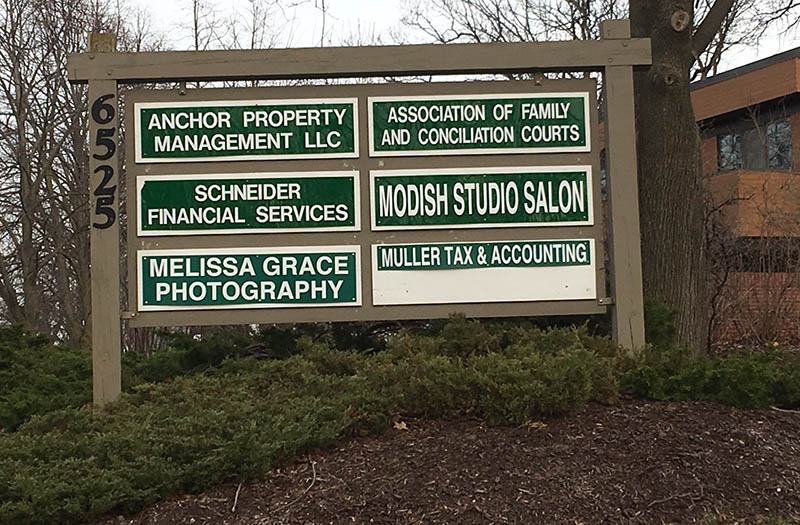 6525
ANCHOR PROPERTY
MANAGEMENT LLC
ASSOCIATION OF FAMILY
AND CONCILIATION COURTS
SCHNEIDER
FINANCIAL SERVICES
MODISH STUDIO SALON
MELISSA GRACE
PHOTOGRAPHY
MULLER TAX & ACCOUNTING